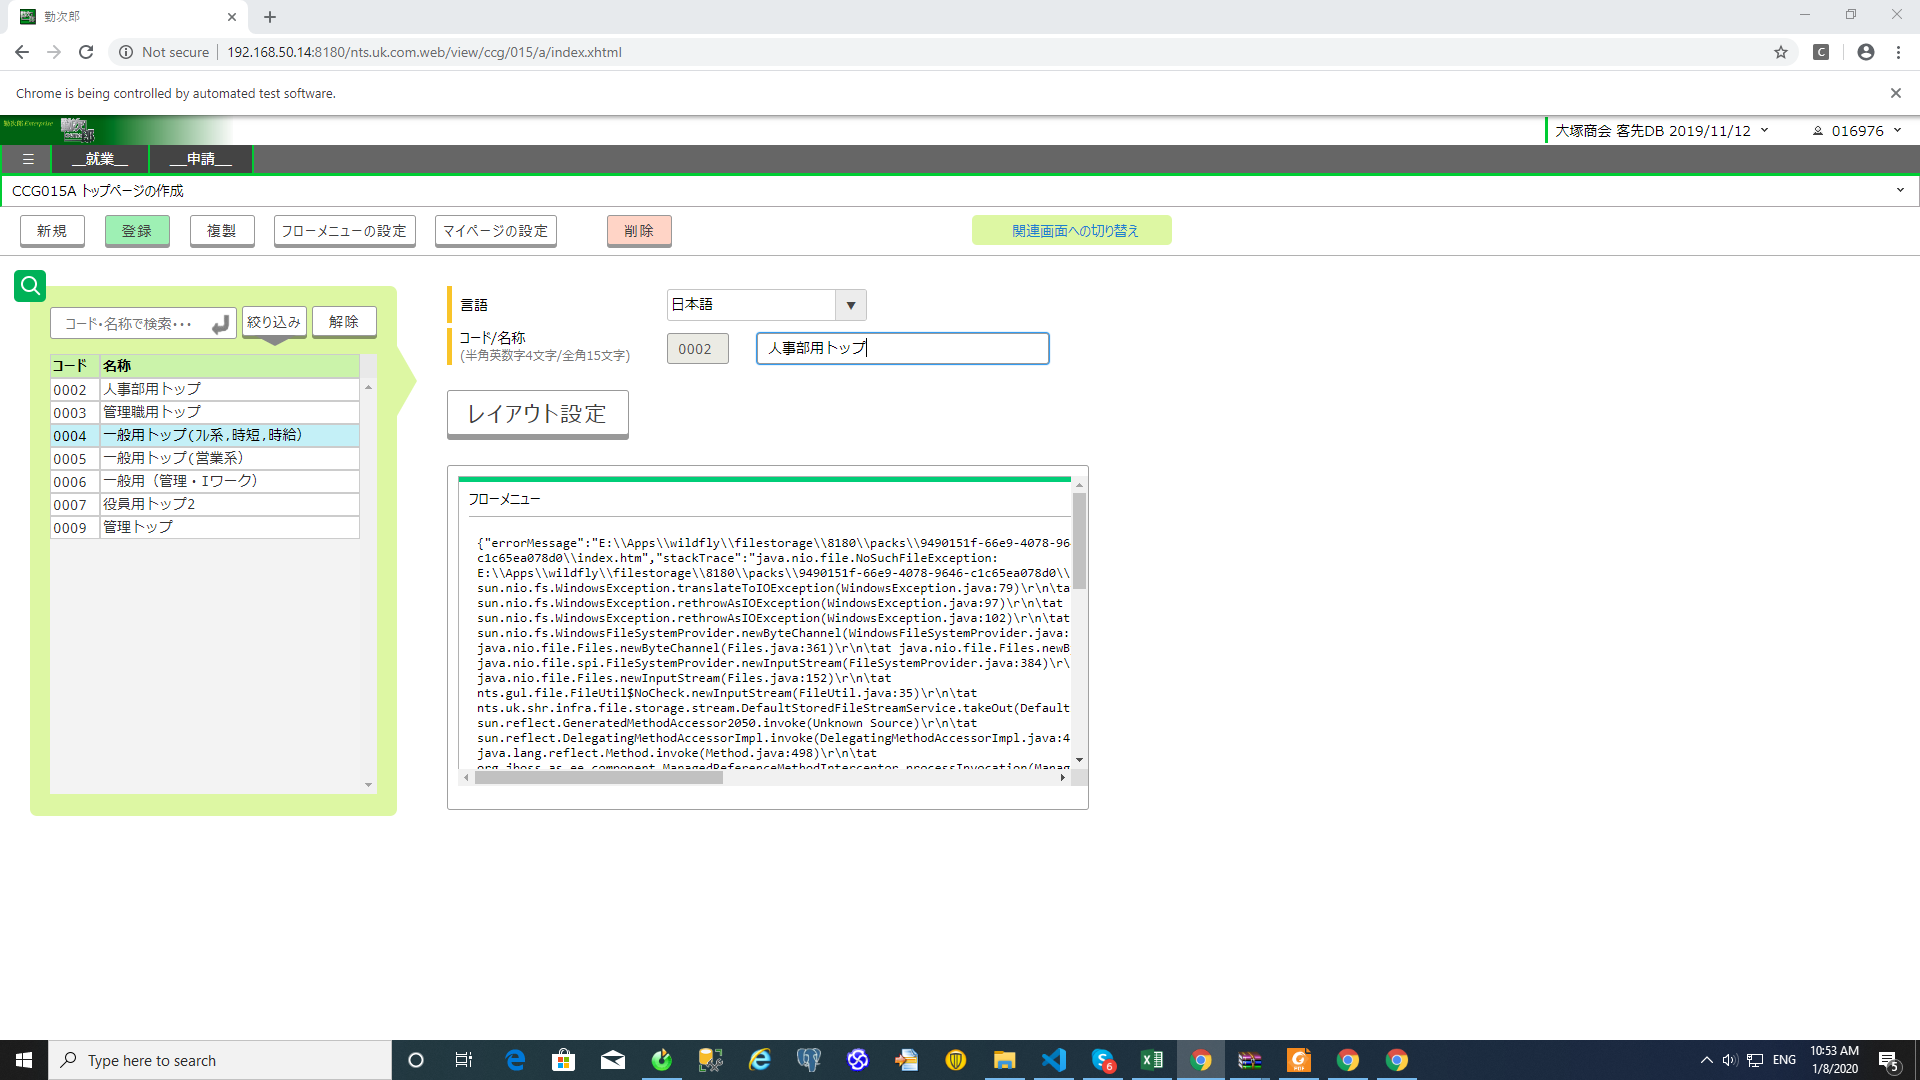 勤次郎
Not secure
192.168.50.14:8180/nts.uk.com.web/view/ccg/015/a/index.xhtml
Chrome is being controlled by automated test software.
勤次郎 Enterprise
大塚商会 客先DB 2019/11/12
016976
__就業__
__申請__
CCG015A トップページの作成
新規
登録
複製
フローメニューの設定
マイページの設定
削除
関連画面への切り替え
コード・名称で検索・・・
絞り込み
解除
コード 名称
0002 人事部用トップ
0003 管理職用トップ
0004 一般用トップ(ﾌﾚ系,時短,時給)
0005 一般用トップ(営業系)
0006 一般用（管理・Iワーク）
0007 役員用トップ2
0009 管理トップ
言語
日本語
コード/名称
(半角英数字4文字/全角15文字)
0002
人事部用トップ
レイアウト設定
フローメニュー
{"errorMessage":"E:\\Apps\\wildfly\\filestorage\\8180\\packs\\9490151f-66e9-4078-96
c1c65ea078d0\\index.htm","stackTrace":"java.nio.file.NoSuchFileException:
E:\\Apps\\wildfly\\filestorage\\8180\\packs\\9490151f-66e9-4078-9646-c1c65ea078d0\\
sun.nio.fs.WindowsException.translateToIOException(WindowsException.java:79)\r\n\ta
sun.nio.fs.WindowsException.rethrowAsIOException(WindowsException.java:97)\r\n\tat
sun.nio.fs.WindowsException.rethrowAsIOException(WindowsException.java:102)\r\n\tat
sun.nio.fs.WindowsFileSystemProvider.newByteChannel(WindowsFileSystemProvider.java:
java.nio.file.Files.newByteChannel(Files.java:361)\r\n\tat java.nio.file.Files.newB
java.nio.file.spi.FileSystemProvider.newInputStream(FileSystemProvider.java:384)\r\
java.nio.file.Files.newInputStream(Files.java:152)\r\n\tat
nts.gul.file.FileUtil$NoCheck.newInputStream(FileUtil.java:35)\r\n\tat
nts.uk.shr.infra.file.storage.stream.DefaultStoredFileStreamService.takeOut(Default
sun.reflect.GeneratedMethodAccessor2050.invoke(Unknown Source)\r\n\tat
sun.reflect.DelegatingMethodAccessorImpl.invoke(DelegatingMethodAccessorImpl.java:4
java.lang.reflect.Method.invoke(Method.java:498)\r\n\tat
org.jboss.as.ee.component.ManagedReferenceMethodInterceptor.processInvocation(Manag
Type here to search
ENG
10:53 AM
1/8/2020
6
5